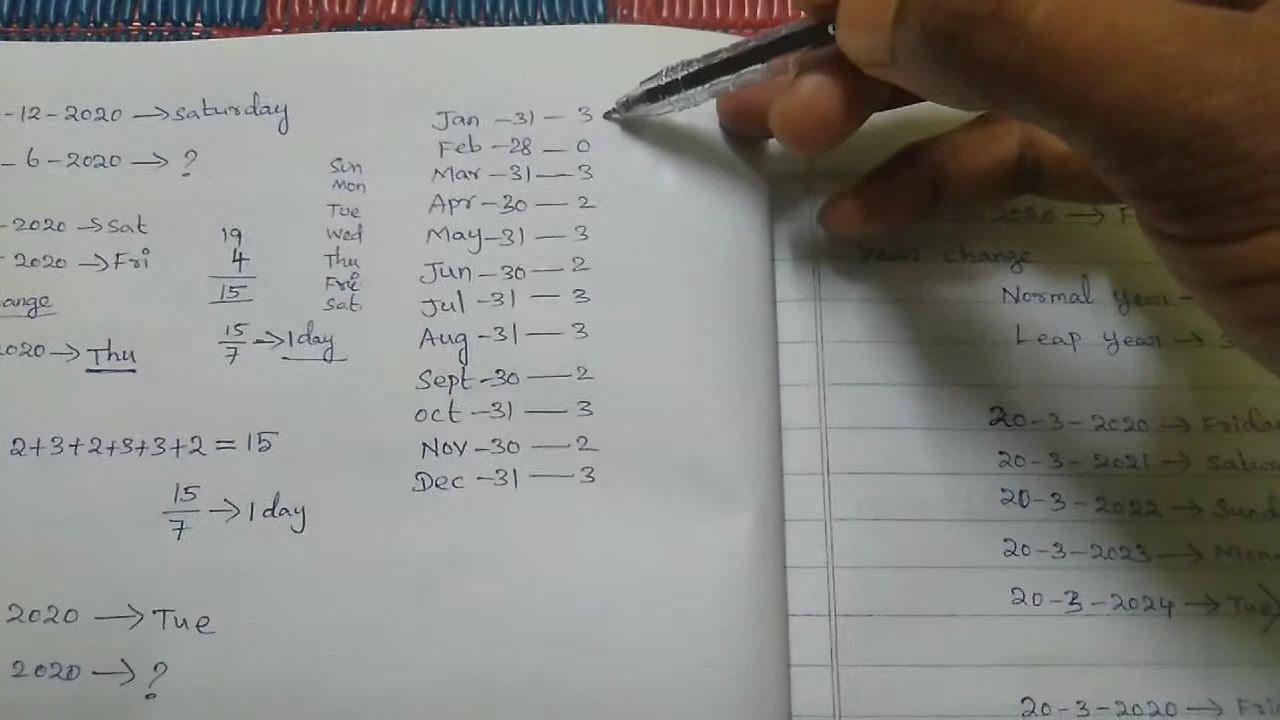 -12-2020 → Saturday
- 6-2020 → ?
-2020 → Sat
2020 → Fri
ange
2020 → Thu
19
4
15
15/7 → 1 day
2+3+2+3+3+2 = 15
15/7 → 1 day
2020 → Tue
2020 → ?
Sun
Mon
Tue
Wed
Thu
Fri
Sat
Jan - 31 - 3
Feb - 28 - 0
Mar - 31 - 3
Apr - 30 - 2
May - 31 - 3
Jun - 30 - 2
Jul - 31 - 3
Aug - 31 - 3
Sept - 30 - 2
Oct - 31 - 3
Nov - 30 - 2
Dec - 31 - 3
2020 → F
Year change
Normal year -
Leap year → 3
20-3-2020 → Frida
20-3-2021 → Satur
20-3-2022 → Sund
20-3-2023 → Mon
20-3-2024 → Tue
20-3-2020 → Fri